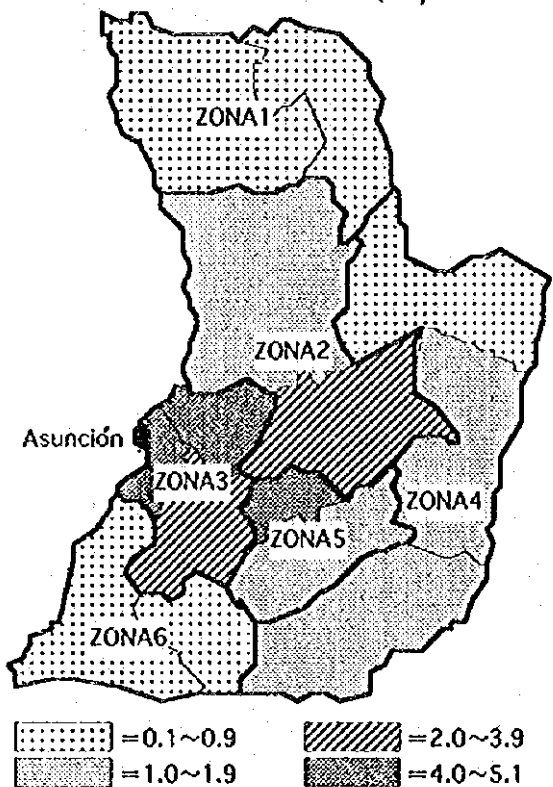 ZONA1
ZONA2
Asunción
ZONA3
ZONA4
ZONA5
ZONA6
=0.1~0.9
=2.0~3.9
=1.0~1.9
=4.0~5.1